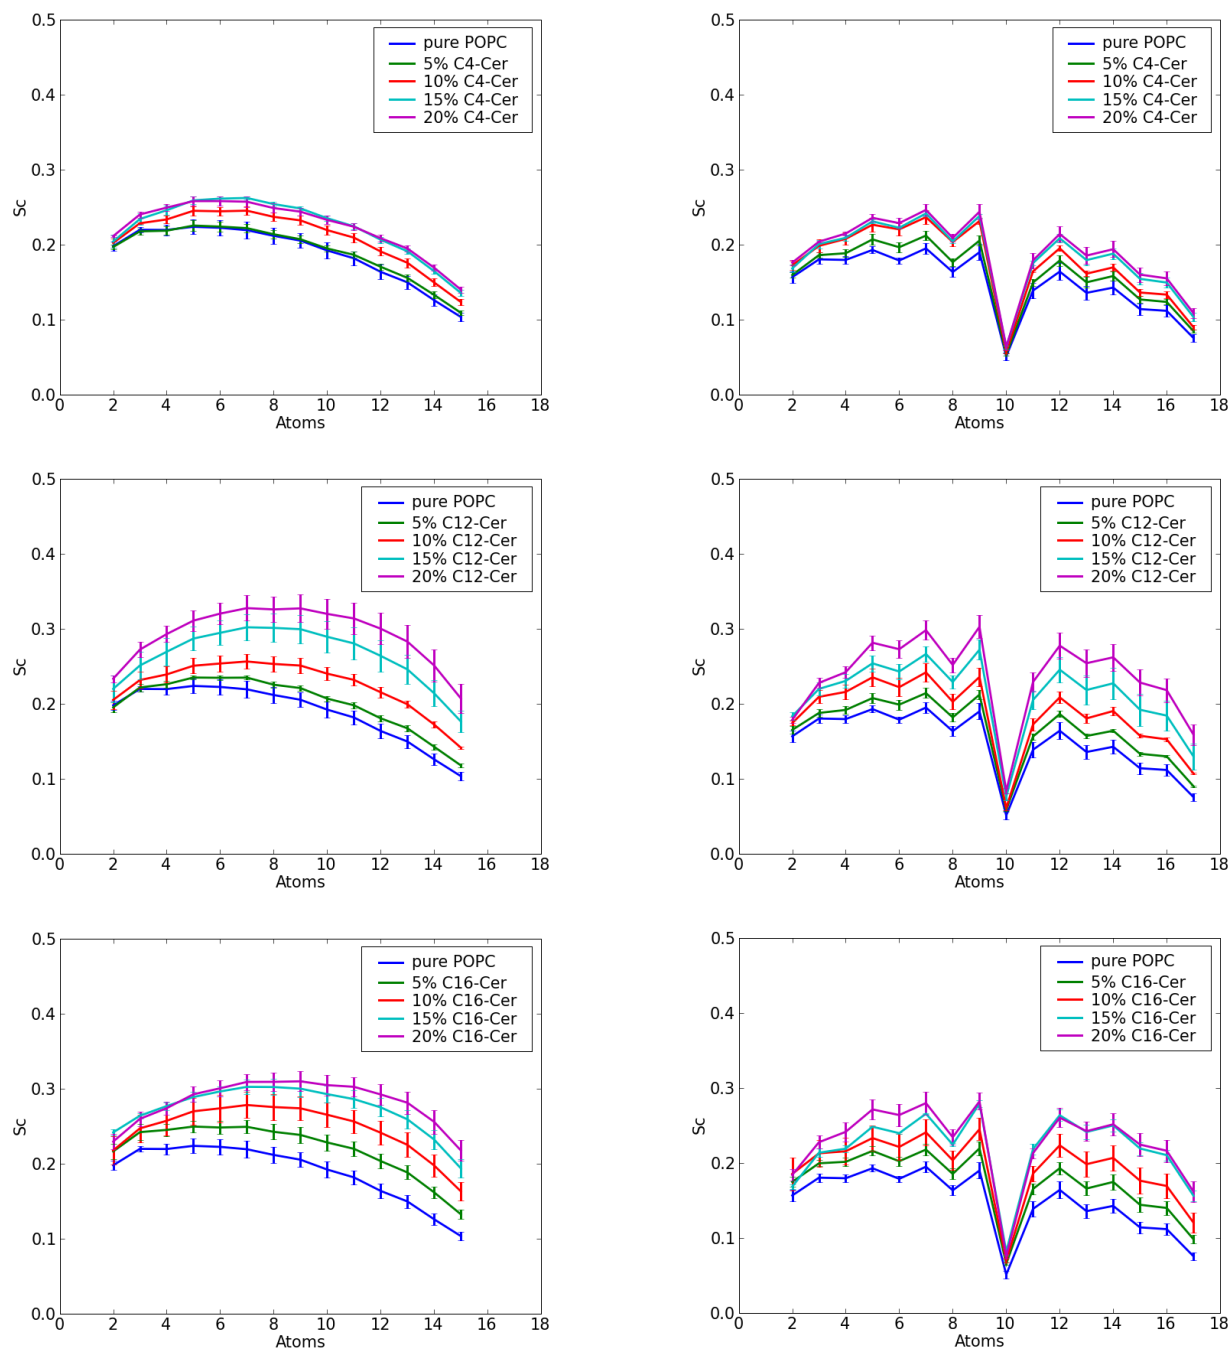 0.5
0.4
0.3
0.2
0.1
0.0
Sc
pure POPC
5% C4-Cer
10% C4-Cer
15% C4-Cer
20% C4-Cer
0 2 4 6 8 10 12 14 16 18
Atoms
0.5
0.4
0.3
0.2
0.1
0.0
Sc
pure POPC
5% C4-Cer
10% C4-Cer
15% C4-Cer
20% C4-Cer
0 2 4 6 8 10 12 14 16 18
Atoms
0.5
0.4
0.3
0.2
0.1
0.0
Sc
pure POPC
5% C12-Cer
10% C12-Cer
15% C12-Cer
20% C12-Cer
0 2 4 6 8 10 12 14 16 18
Atoms
0.5
0.4
0.3
0.2
0.1
0.0
Sc
pure POPC
5% C12-Cer
10% C12-Cer
15% C12-Cer
20% C12-Cer
0 2 4 6 8 10 12 14 16 18
Atoms
0.5
0.4
0.3
0.2
0.1
0.0
Sc
pure POPC
5% C16-Cer
10% C16-Cer
15% C16-Cer
20% C16-Cer
0 2 4 6 8 10 12 14 16 18
Atoms
0.5
0.4
0.3
0.2
0.1
0.0
Sc
pure POPC
5% C16-Cer
10% C16-Cer
15% C16-Cer
20% C16-Cer
0 2 4 6 8 10 12 14 16 18
Atoms